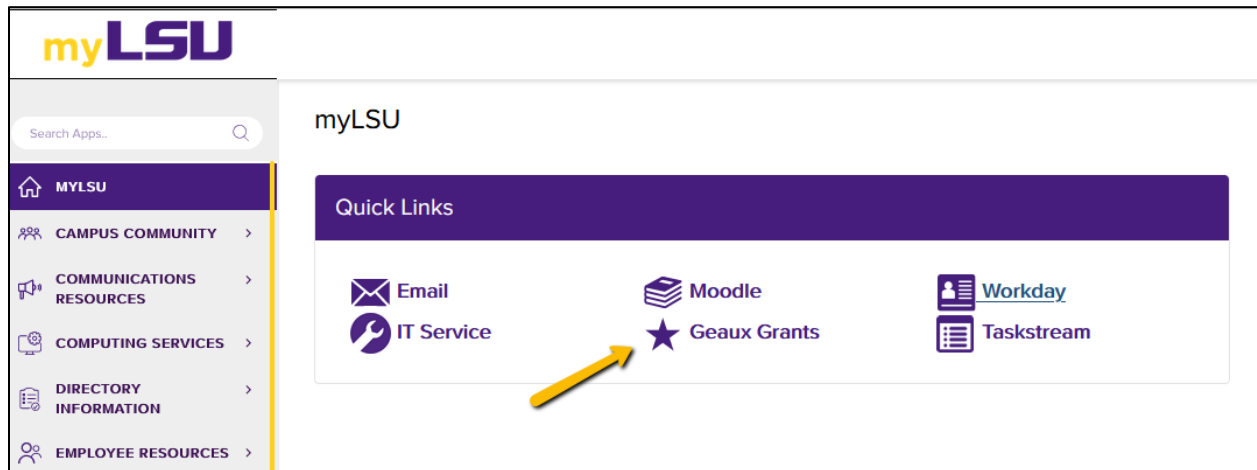 myLSU
Search Apps..
MYLSU
CAMPUS COMMUNITY
COMMUNICATIONS
RESOURCES
COMPUTING SERVICES
DIRECTORY
INFORMATION
EMPLOYEE RESOURCES
myLSU
Quick Links
Email
Moodle
Workday
IT Service
Geaux Grants
Taskstream